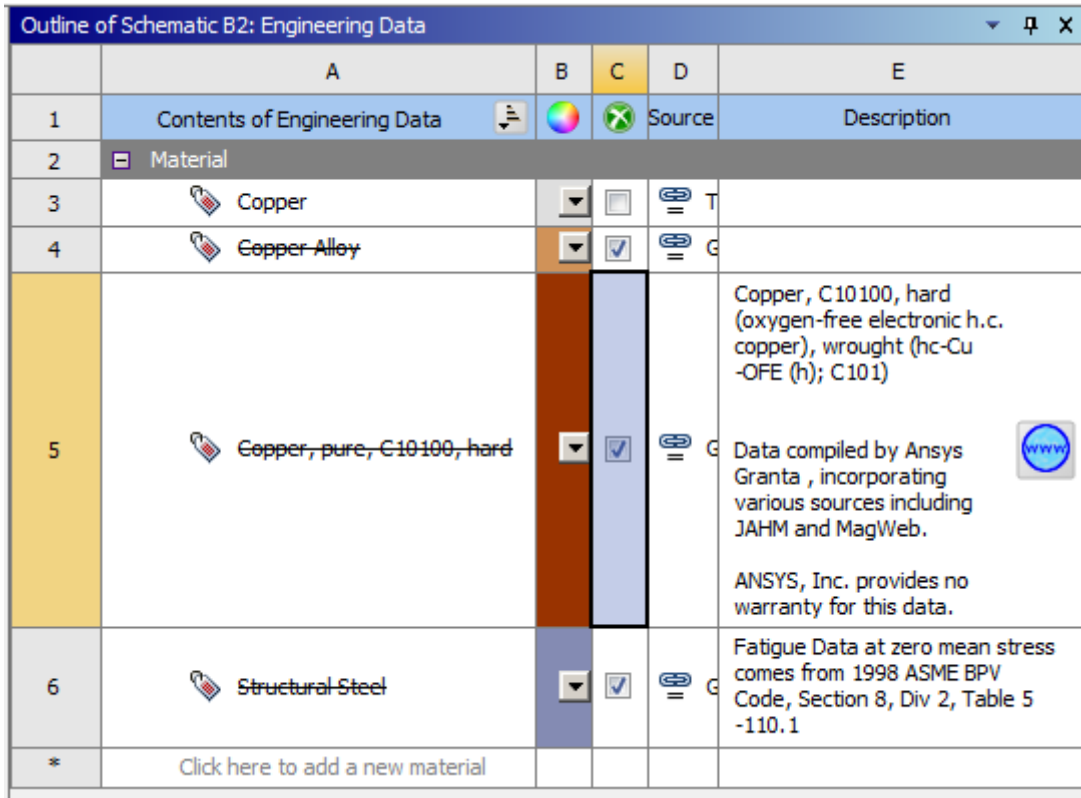 Outline of Schematic B2: Engineering Data
A B C D E
1 Contents of Engineering Data Source Description
2 Material
3 Copper T
4 Copper Alloy G
5 Copper, pure, C10100, hard G
Copper, C10100, hard
(oxygen-free electronic h.c.
copper), wrought (hc-Cu
-OFE (h); C101)
Data compiled by Ansys
Granta , incorporating
various sources including
JAHM and MagWeb.
ANSYS, Inc. provides no
warranty for this data.
www
6 Structural Steel G
Fatigue Data at zero mean stress
comes from 1998 ASME BPV
Code, Section 8, Div 2, Table 5
-110.1
* Click here to add a new material